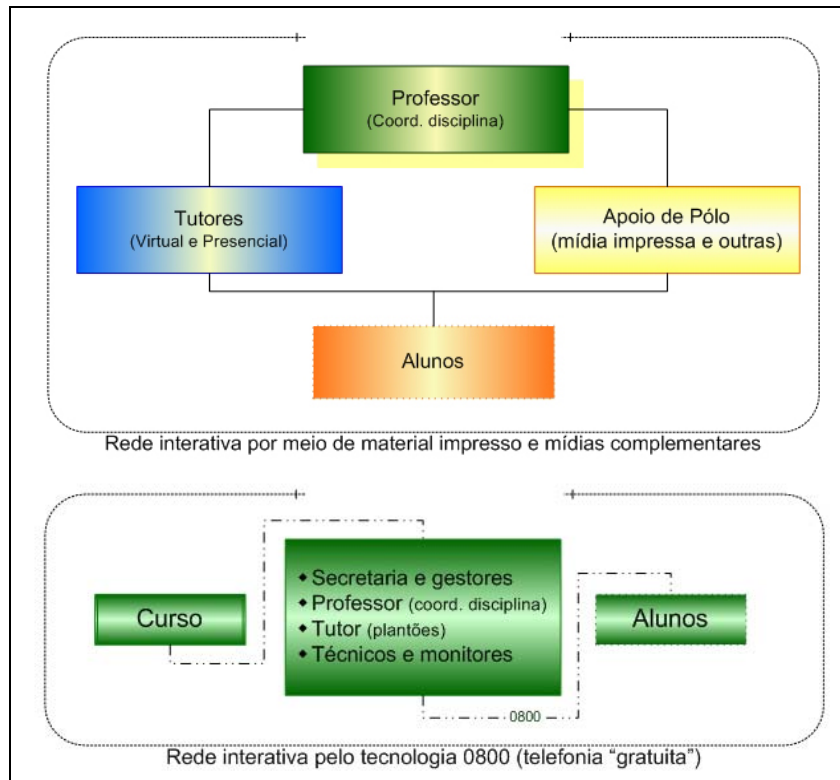 Professor
(Coord. disciplina)
Tutores
(Virtual e Presencial)
Apoio de Pólo
(mídia impressa e outras)
Alunos
Rede interativa por meio de material impresso e mídias complementares
Curso
◆ Secretaria e gestores
◆ Professor (coord. disciplina)
◆ Tutor (plantões)
◆ Técnicos e monitores
Alunos
0800
Rede interativa pelo tecnologia 0800 (telefonia “gratuita”)